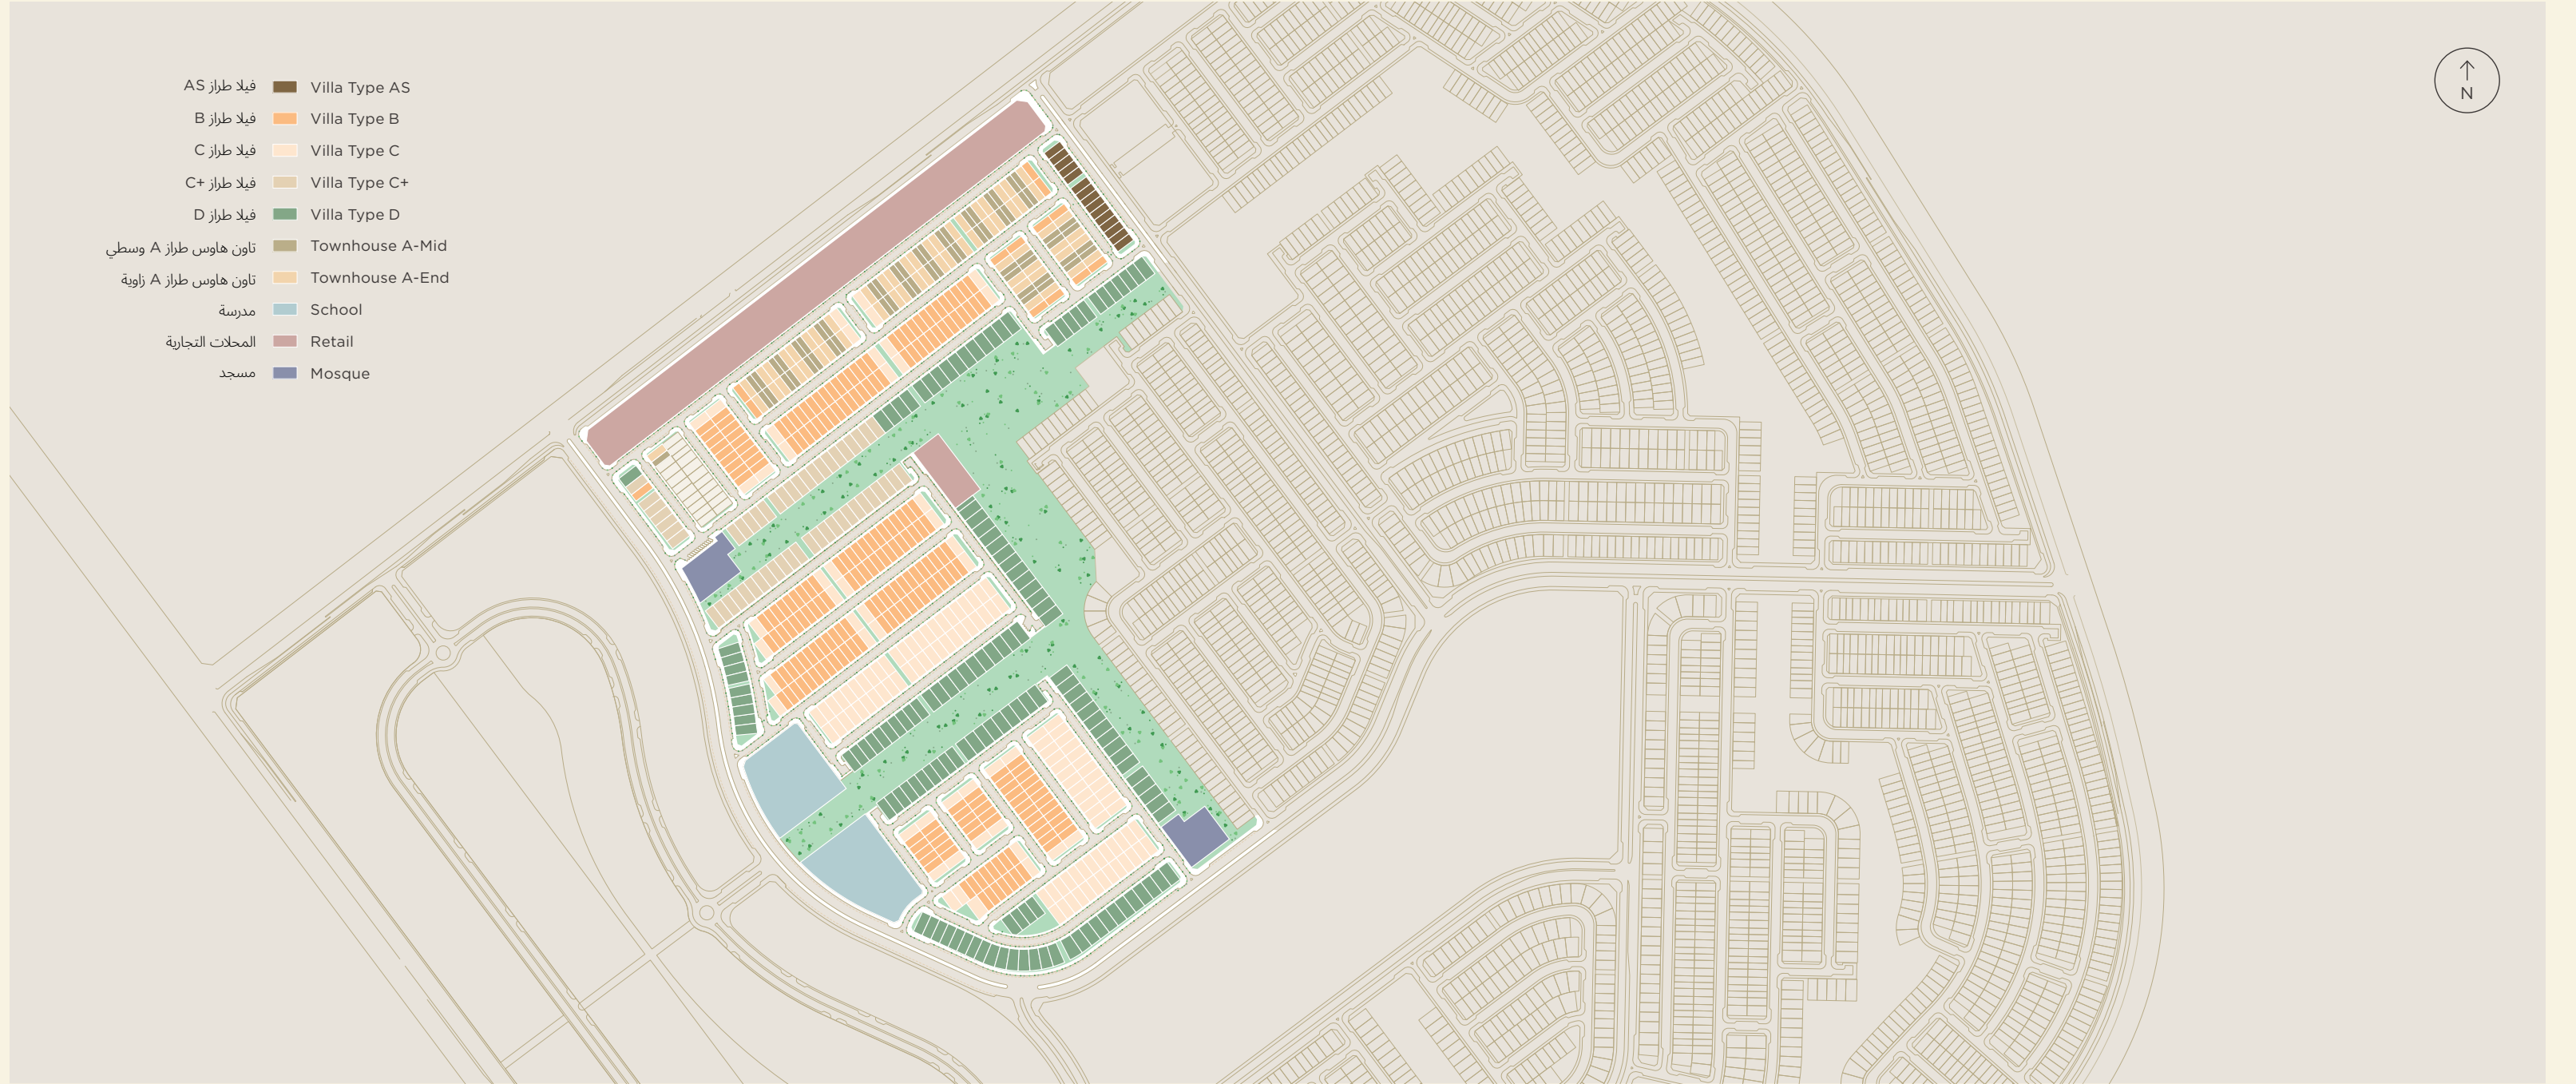 فيلا طراز AS Villa Type AS
فيلا طراز B Villa Type B
فيلا طراز C Villa Type C
فيلا طراز C+ Villa Type C+
فيلا طراز D Villa Type D
تاون هاوس طراز A وسطي Townhouse A-Mid
تاون هاوس طراز A زاوية Townhouse A-End
مدرسة School
المحلات التجارية Retail
مسجد Mosque
N